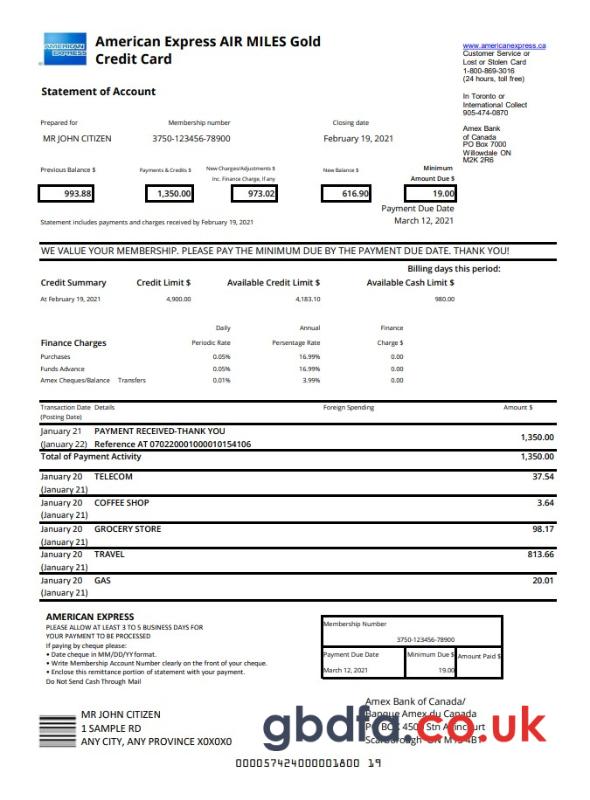 AMERICAN EXPRESS
American Express AIR MILES Gold
Credit Card
www.americanexpress.ca
Customer Service or
Lost or Stolen Card
1-800-869-3016
(24 hours, toll free)
In Toronto or
International Collect
905-474-0870
Amex Bank
of Canada
PO Box 7000
Willowdale ON
M2K 2R6
Statement of Account
Prepared for Membership number Closing date
MR JOHN CITIZEN 3750-123456-78900 February 19, 2021
Previous Balance $ Payments & Credits $ New Charges/Adjustments $ Inc. Finance Charge, If any New Balance $ Minimum Amount Due $
993.88 1,350.00 973.02 616.90 19.00
Payment Due Date
Statement includes payments and charges received by February 19, 2021 March 12, 2021
WE VALUE YOUR MEMBERSHIP. PLEASE PAY THE MINIMUM DUE BY THE PAYMENT DUE DATE. THANK YOU!
Billing days this period:
Credit Summary Credit Limit $ Available Credit Limit $ Available Cash Limit $
At February 19, 2021 4,900.00 4,183.10 980.00
Daily Annual Finance
Finance Charges Periodic Rate Persentage Rate Charge $
Purchases 0.05% 16.99% 0.00
Funds Advance 0.05% 16.99% 0.00
Amex Cheques/Balance Transfers 0.01% 3.99% 0.00
Transaction Date Details Foreign Spending Amount $
(Posting Date)
January 21 PAYMENT RECEIVED-THANK YOU 1,350.00
(January 22) Reference AT 070220001000010154106
Total of Payment Activity 1,350.00
January 20 TELECOM 37.54
(January 21)
January 20 COFFEE SHOP 3.64
(January 21)
January 20 GROCERY STORE 98.17
(January 21)
January 20 TRAVEL 813.66
(January 21)
January 20 GAS 20.01
(January 21)
AMERICAN EXPRESS
PLEASE ALLOW AT LEAST 3 TO 5 BUSINESS DAYS FOR
YOUR PAYMENT TO BE PROCESSED
If paying by cheque please:
• Date cheque in MM/DD/YY format.
• Write Membership Account Number clearly on the front of your cheque.
• Enclose this remittance portion of statement with your payment.
Do Not Send Cash Through Mail
Membership Number
3750-123456-78900
Payment Due Date Minimum Due $ Amount Paid $
March 12, 2021 19.00
MR JOHN CITIZEN
1 SAMPLE RD
ANY CITY, ANY PROVINCE X0X0X0
Amex Bank of Canada/
Banque Amex du Canada
Stn
Scarborough
gbdfa.co.uk
000057424000001800 19